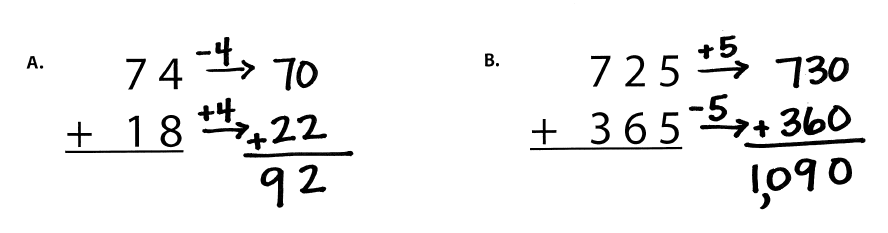 A. 74 -4 → 70
+ 18 +4 → +22
92
B. 725 +5 → 730
+ 365 -5 → +360
1,090